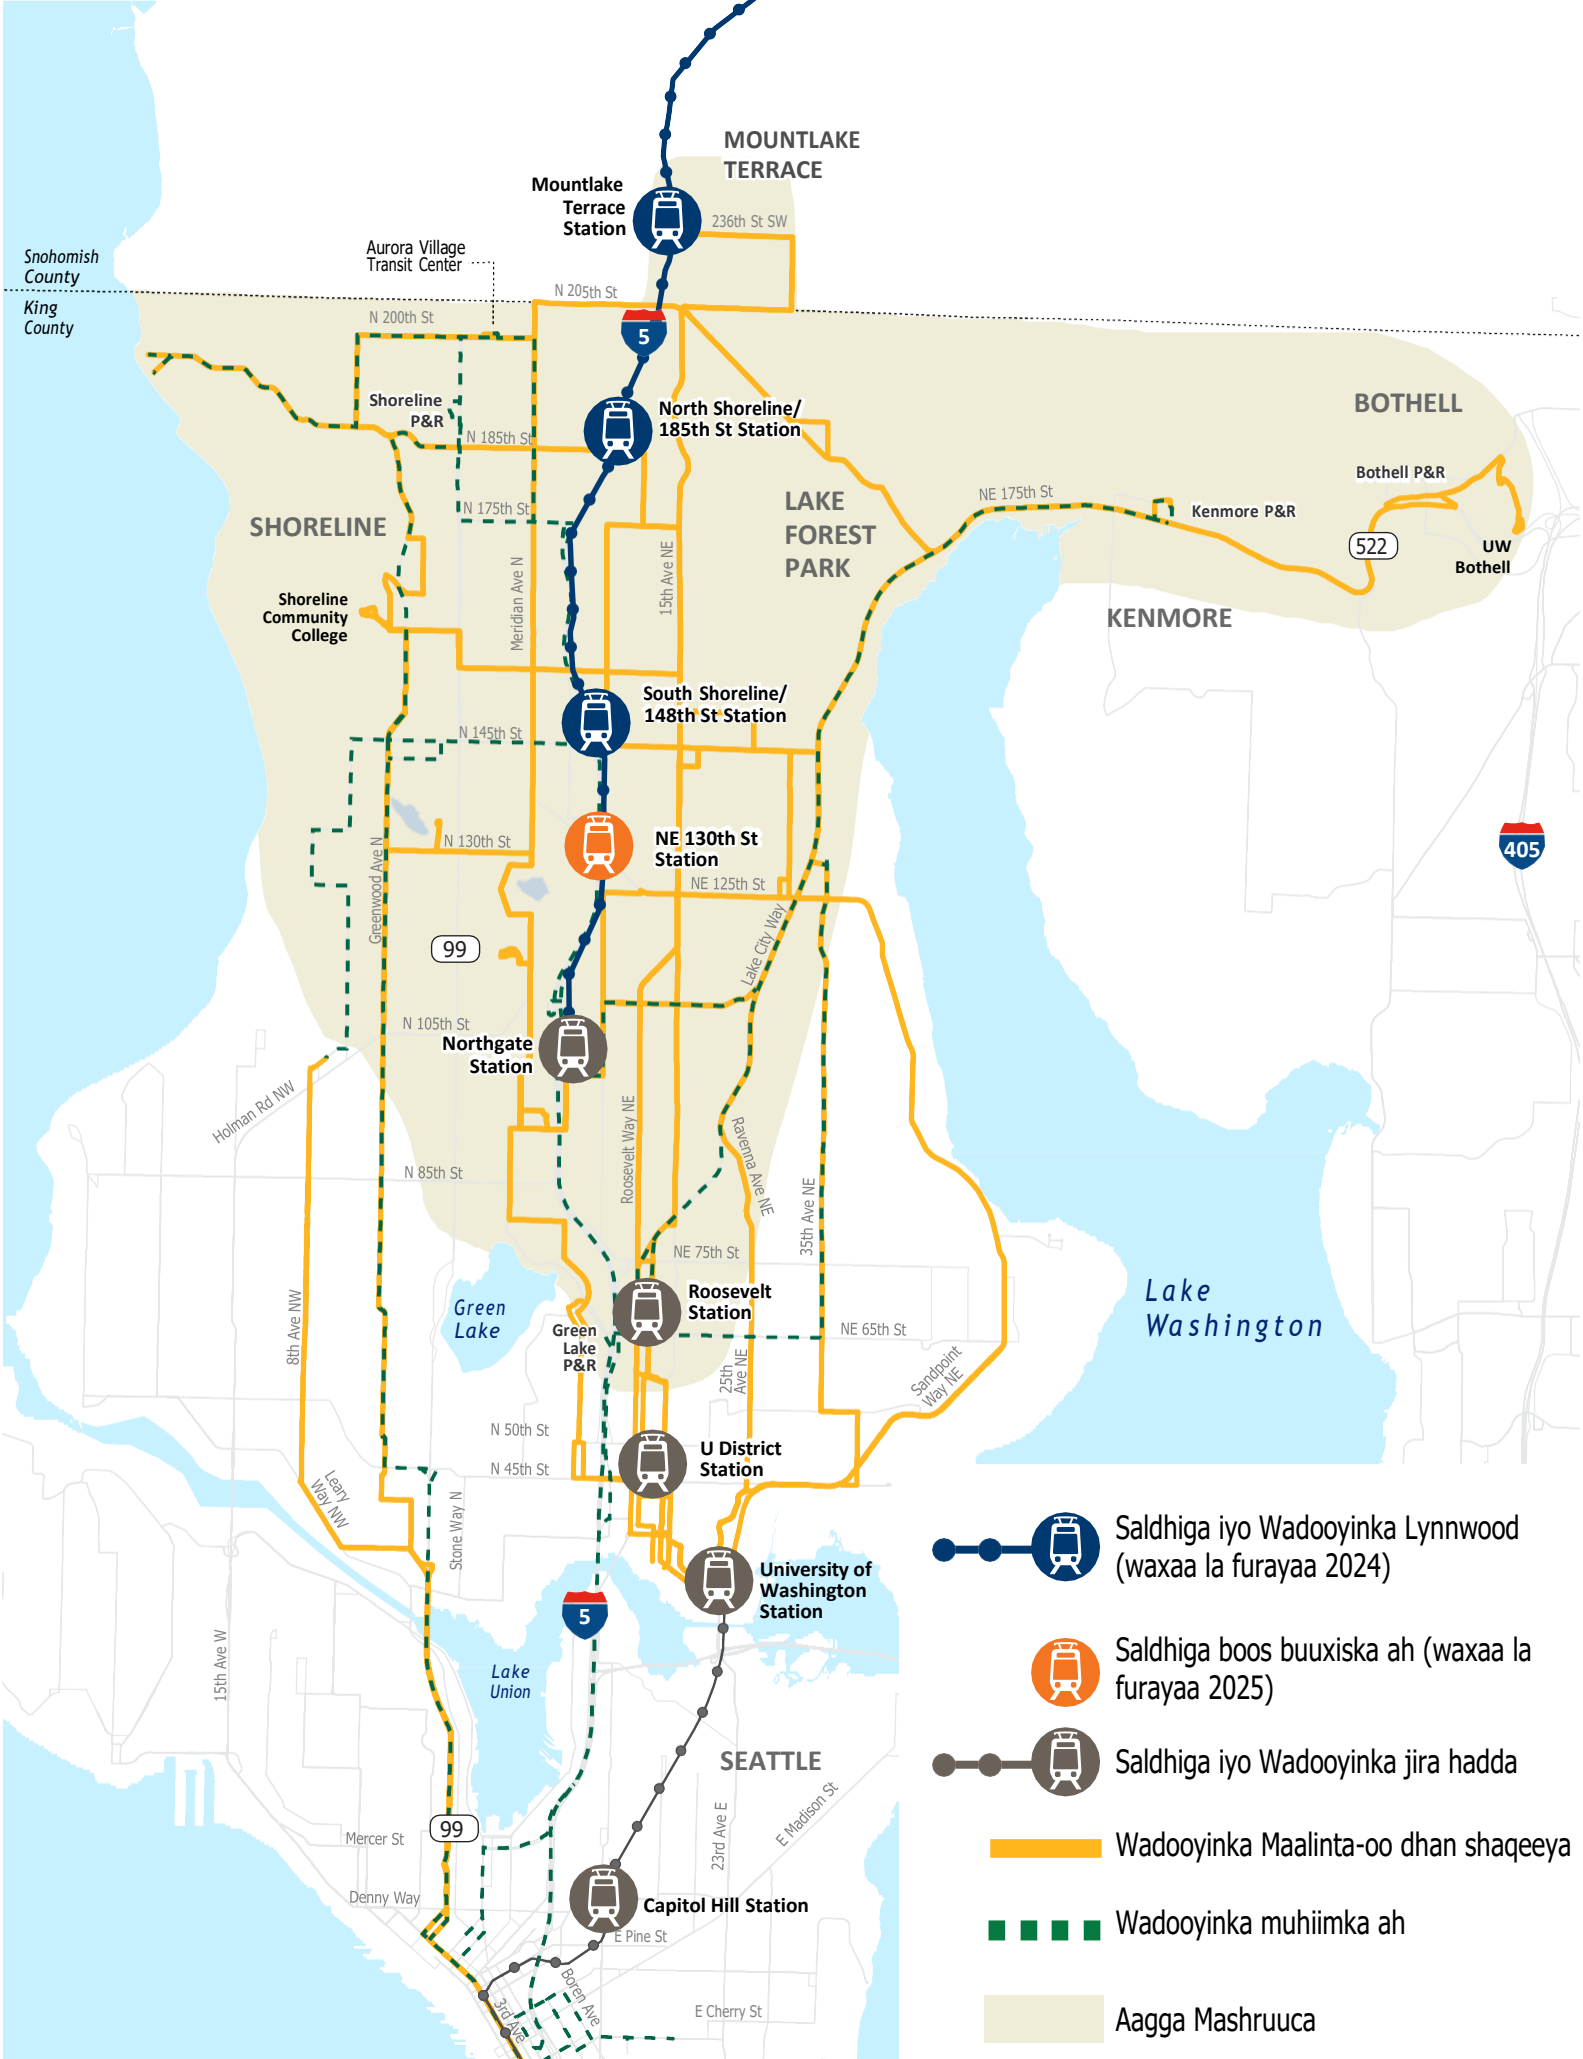 MOUNTLAKE
TERRACE
Mountlake
Terrace
Station
236th St SW
Aurora Village
Transit Center
Snohomish
County
King
County
N 205th St
N 200th St
5
Shoreline
P&R
North Shoreline/
185th St Station
N 185th St
BOTHELL
Bothell P&R
NE 175th St
Kenmore P&R
522
UW
Bothell
LAKE
FOREST
PARK
N 175th St
SHORELINE
Meridian Ave N
15th Ave NE
Shoreline
Community
College
KENMORE
South Shoreline/
148th St Station
N 145th St
N 130th St
NE 130th St
Station
405
NE 125th St
Greenwood Ave N
99
Lake City Way
N 105th St
Northgate
Station
Holman Rd NW
Roosevelt Way NE
Ravenna Ave NE
N 85th St
35th Ave NE
NE 75th St
Roosevelt
Station
Lake
Washington
Green
Lake
8th Ave NW
Green
Lake
P&R
NE 65th St
25th
Ave NE
Sandpoint
Way NE
N 50th St
U District
Station
N 45th St
Leary
Way NW
Stone Way N
University of
Washington
Station
5
15th Ave W
Lake
Union
SEATTLE
23rd Ave E
E Madison St
Mercer St
99
Denny Way
Capitol Hill Station
E Pine St
Boren Ave
3rd Ave
E Cherry St
Saldhiga iyo Wadooyinka Lynnwood
(waxaa la furayaa 2024)
Saldhiga boos buuxiska ah (waxaa la
furayaa 2025)
Saldhiga iyo Wadooyinka jira hadda
Wadooyinka Maalinta-oo dhan shaqeeya
Wadooyinka muhiimka ah
Aagga Mashruuca